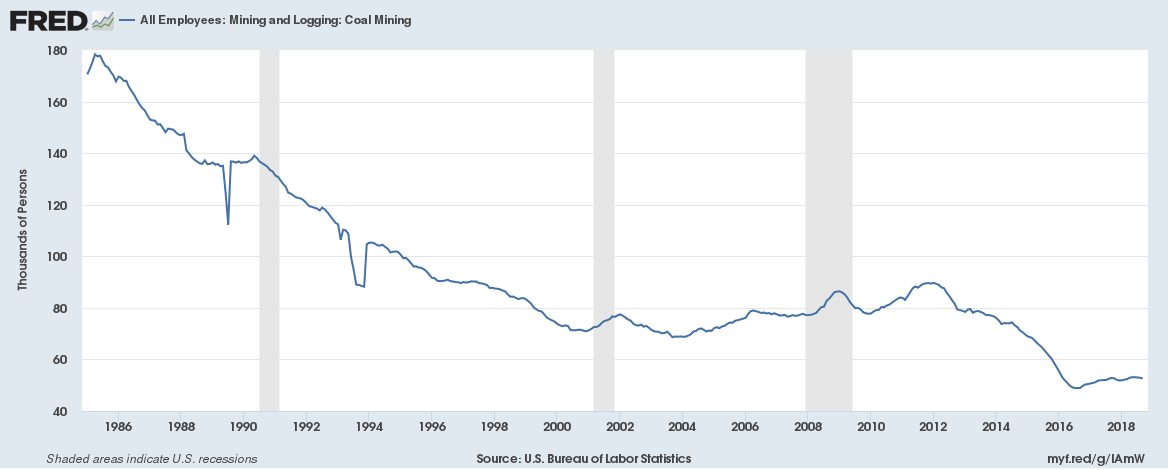 FRED
All Employees: Mining and Logging: Coal Mining
180
160
140
120
100
80
60
40
Thousands of Persons
1986 1988 1990 1992 1994 1996 1998 2000 2002 2004 2006 2008 2010 2012 2014 2016 2018
Shaded areas indicate U.S. recessions
Source: U.S. Bureau of Labor Statistics
myf.red/g/lAmW